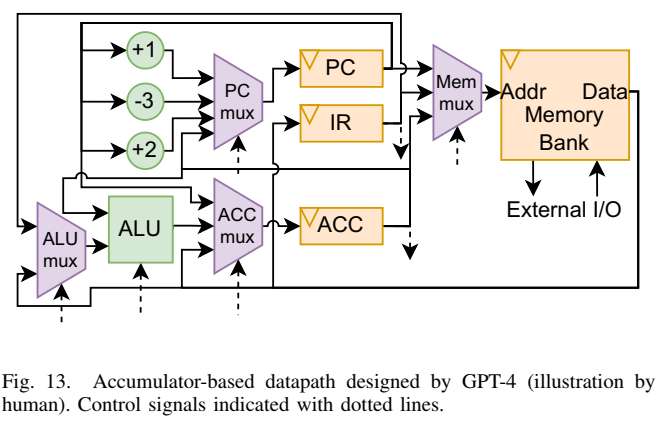 +1
-3
+2
PC
mux
PC
IR
Mem
mux
Addr Data
Memory
Bank
External I/O
ALU
mux
ALU
ACC
mux
ACC
Fig. 13. Accumulator-based datapath designed by GPT-4 (illustration by
human). Control signals indicated with dotted lines.